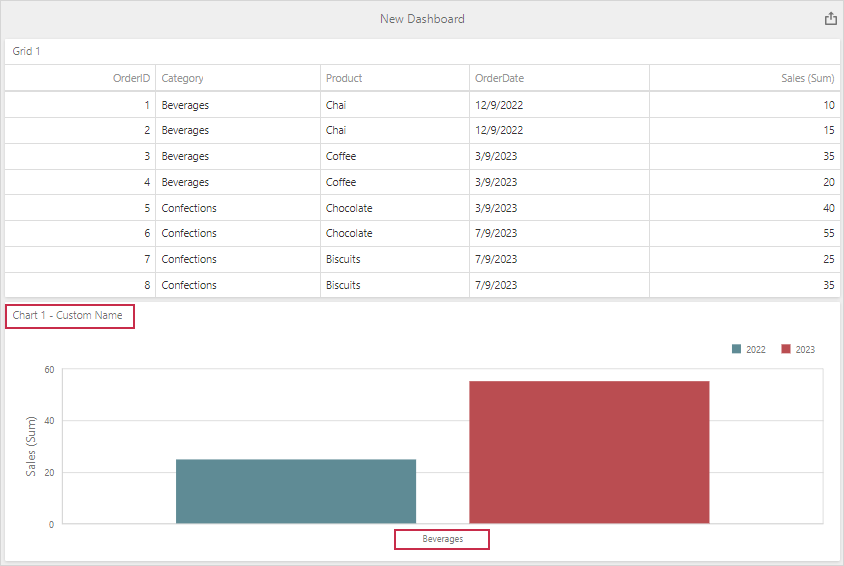 New Dashboard
Grid 1
OrderID Category Product OrderDate Sales (Sum)
1 Beverages Chai 12/9/2022 10
2 Beverages Chai 12/9/2022 15
3 Beverages Coffee 3/9/2023 35
4 Beverages Coffee 3/9/2023 20
5 Confections Chocolate 3/9/2023 40
6 Confections Chocolate 7/9/2023 55
7 Confections Biscuits 7/9/2023 25
8 Confections Biscuits 7/9/2023 35
Chart 1 - Custom Name
2022 2023
Sales (Sum)
60
40
20
0
Beverages